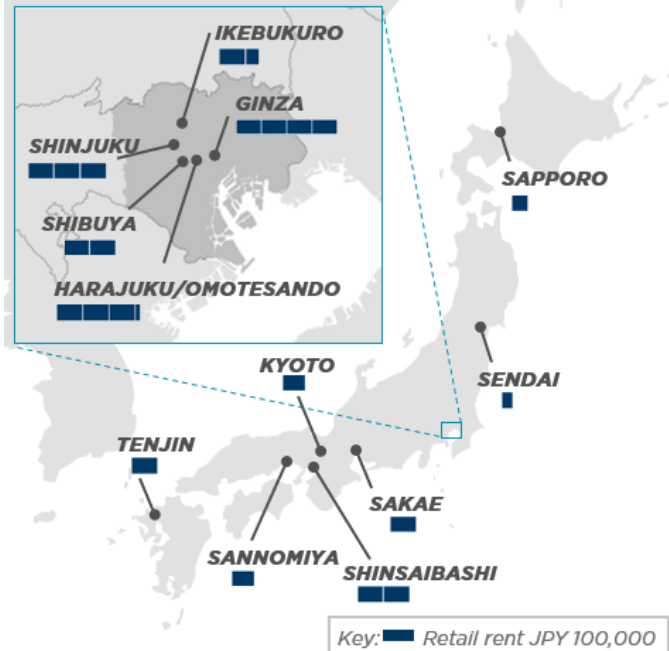 IKEBUKURO
GINZA
SHINJUKU
SHIBUYA
HARAJUKU/OMOTESANDO
SAPPORO
SENDAI
KYOTO
TENJIN
SAKAE
SANNOMIYA
SHINSAIBASHI
Key: Retail rent JPY 100,000